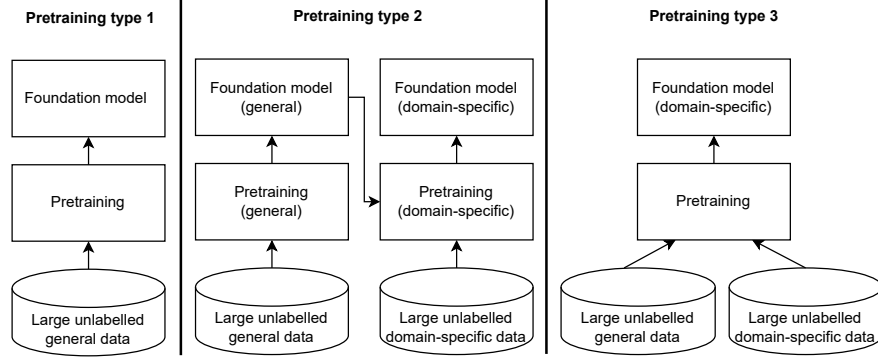 Pretraining type 1
Foundation model
Pretraining
Large unlabelled
general data
Pretraining type 2
Foundation model
(general)
Foundation model
(domain-specific)
Pretraining
(general)
Pretraining
(domain-specific)
Large unlabelled
general data
Large unlabelled
domain-specific data
Pretraining type 3
Foundation model
(domain-specific)
Pretraining
Large unlabelled
general data
Large unlabelled
domain-specific data